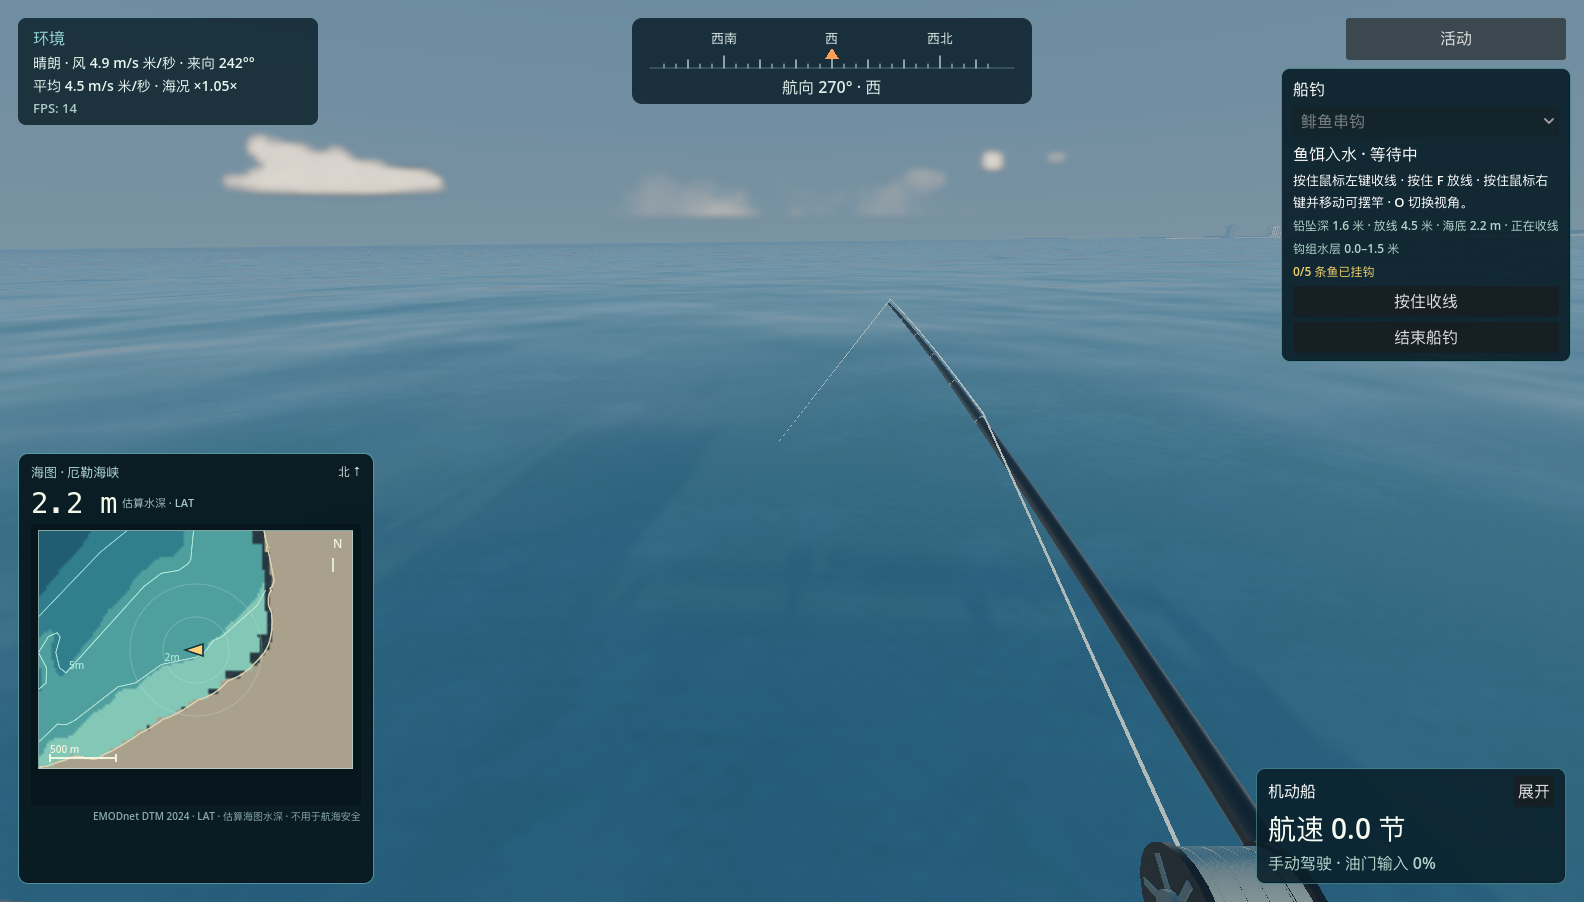 环境
晴朗 · 风 4.9 m/s 米/秒 · 来向 242°°
平均 4.5 m/s 米/秒 · 海况 ×1.05×
FPS: 14
西南 西 西北
航向 270° · 西
活动
船钓
鲱鱼串钩
鱼饵入水 · 等待中
按住鼠标左键收线 · 按住 F 放线 · 按住鼠标右
键并移动可摆竿 · O 切换视角。
铅坠深 1.6 米 · 放线 4.5 米 · 海底 2.2 m · 正在收线
钩组水层 0.0–1.5 米
0/5 条鱼已挂钩
按住收线
结束船钓
海图 · 厄勒海峡 北 ↑
2.2 m 估算水深 · LAT
N
5m
2m
500 m
EMODnet DTM 2024 · LAT · 估算海图水深 · 不用于航海安全
机动船 展开
航速 0.0 节
手动驾驶 · 油门输入 0%